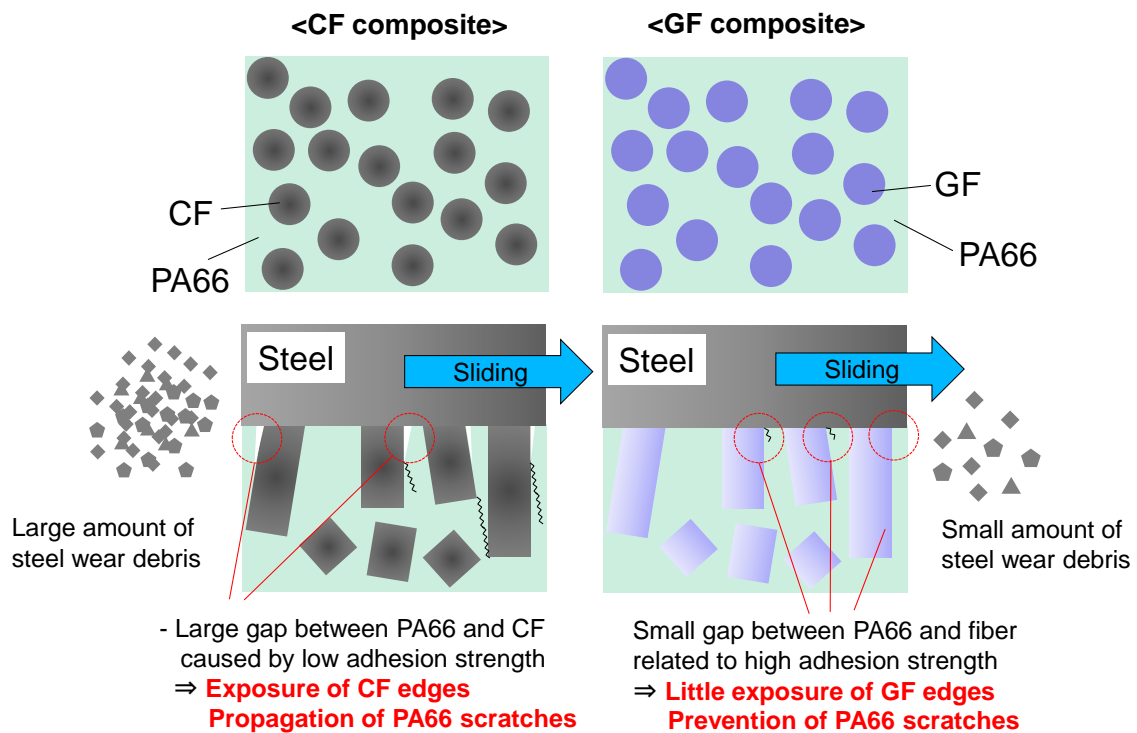 <CF composite>
<GF composite>
CF
PA66
GF
PA66
Steel
Sliding
Steel
Sliding
Large amount of
steel wear debris
Small amount of
steel wear debris
- Large gap between PA66 and CF
caused by low adhesion strength
⇒ Exposure of CF edges
Propagation of PA66 scratches
Small gap between PA66 and fiber
related to high adhesion strength
⇒ Little exposure of GF edges
Prevention of PA66 scratches